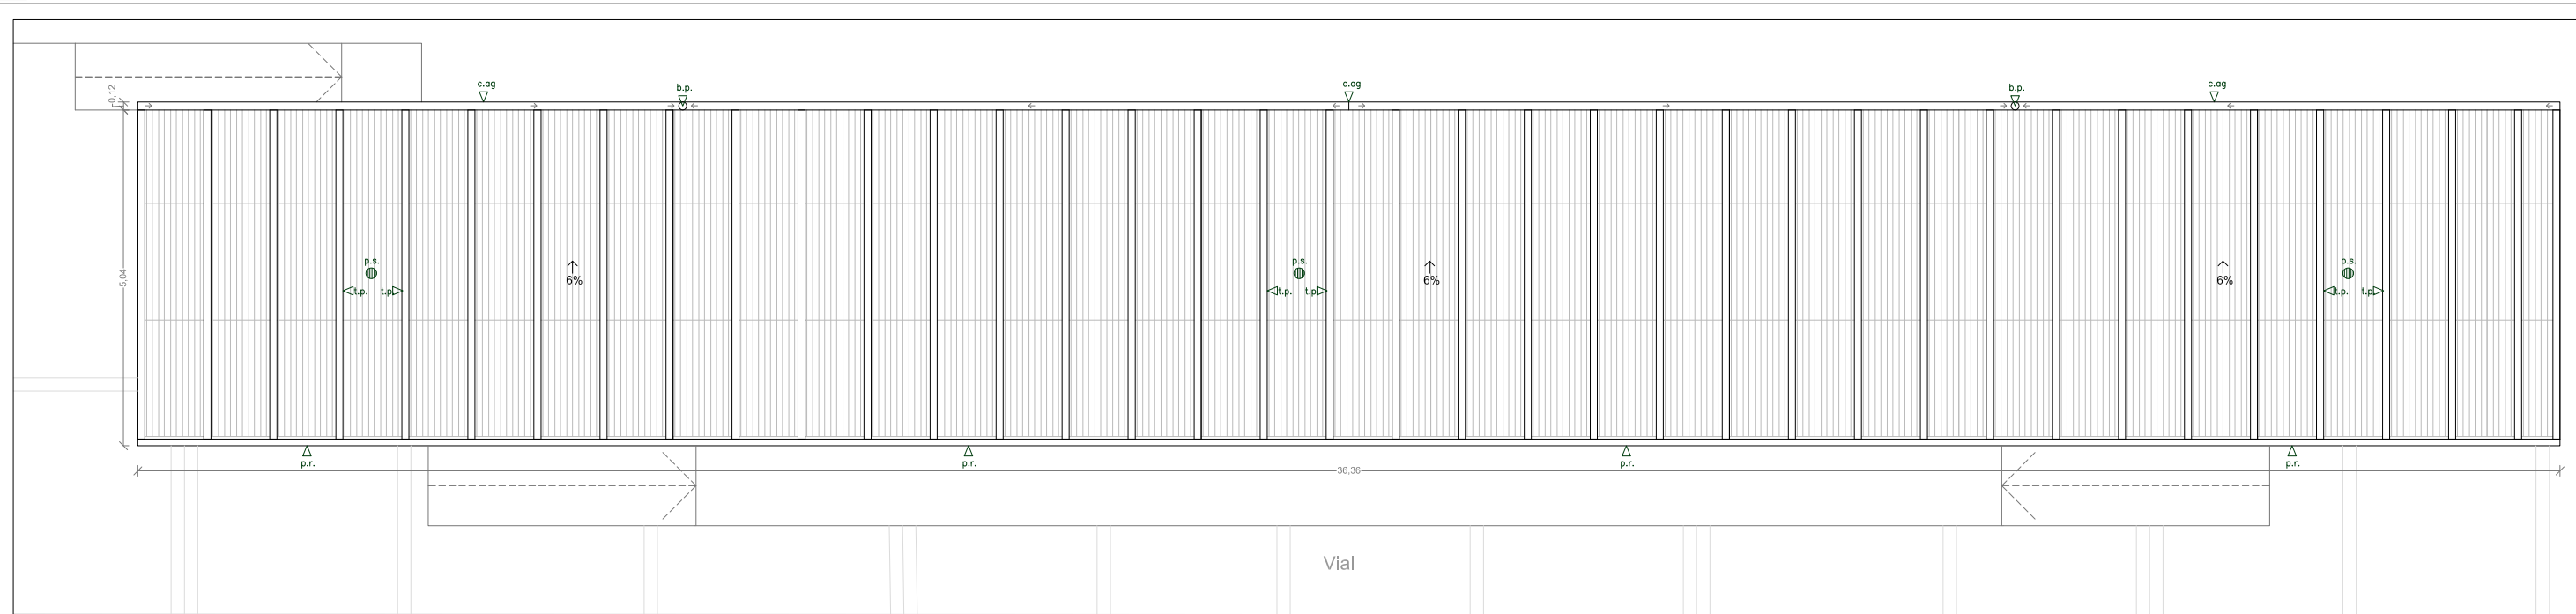 c.ag
c.ag
c.ag
b.p.
b.p.
0,12
5,04
p.s.
p.s.
p.s.
6%
6%
6%
t.p. t.p.
t.p. t.p.
t.p. t.p.
p.r.
p.r.
p.r.
p.r.
36,36
Vial